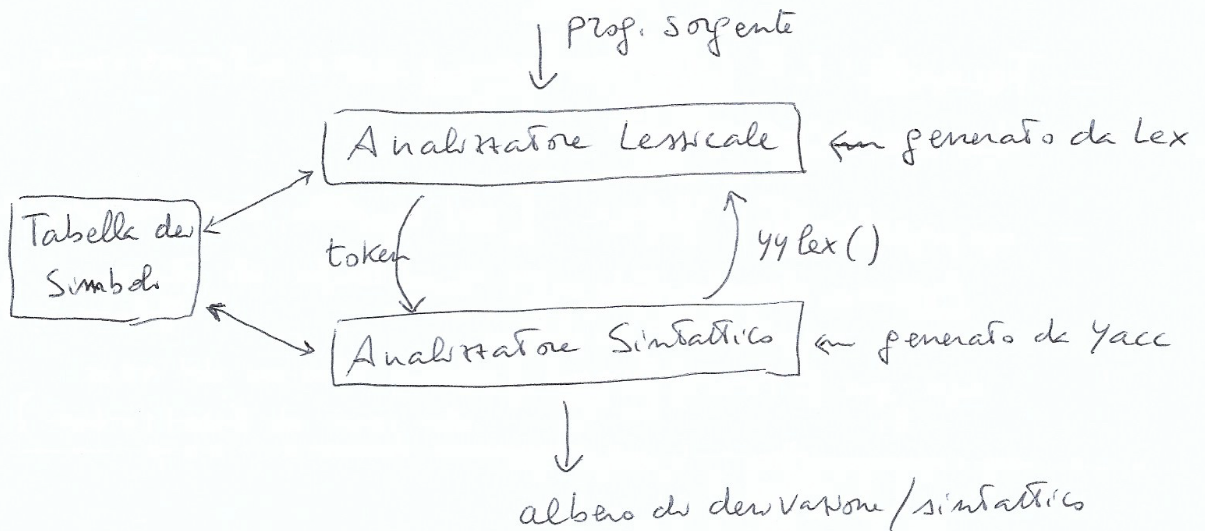 prog. sorgente
Analizzatore Lessicale
generato da Lex
Tabella dei
Simboli
token
yylex()
Analizzatore Sintattico
generato da Yacc
albero di derivazione/sintattico